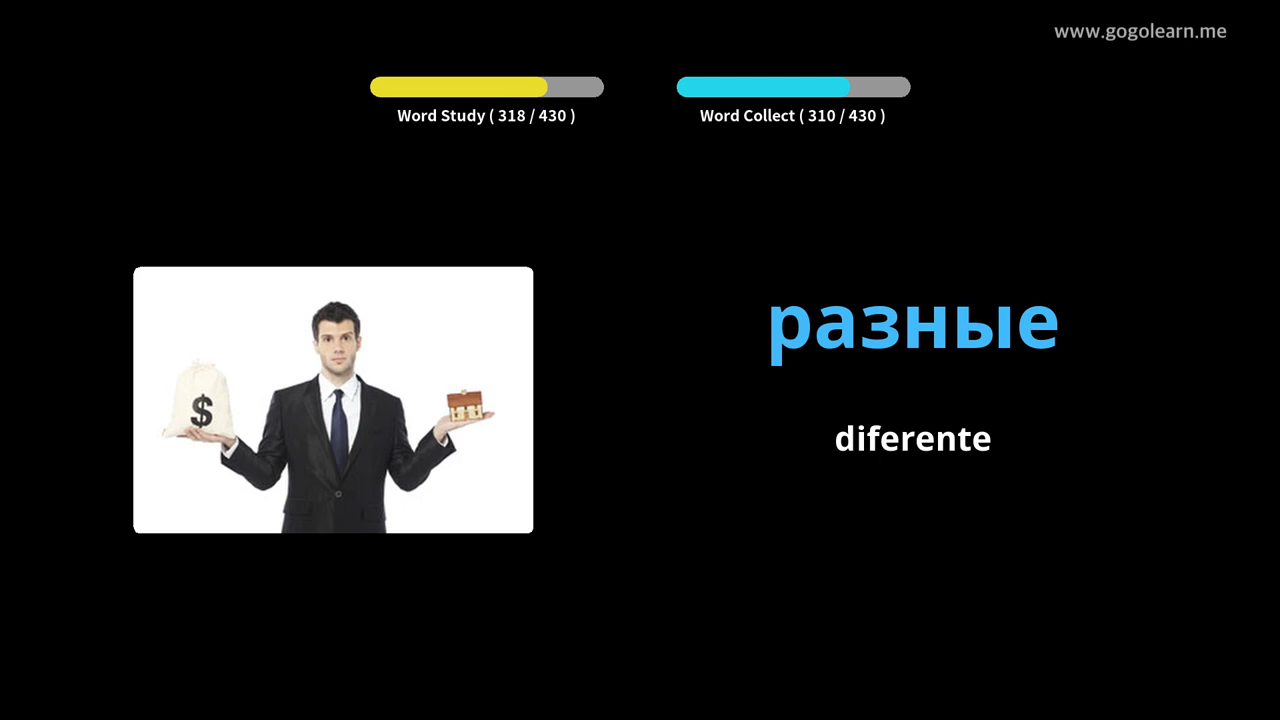 www.gogolearn.me
Word Study ( 318 / 430 )
Word Collect ( 310 / 430 )
$
разные
diferente